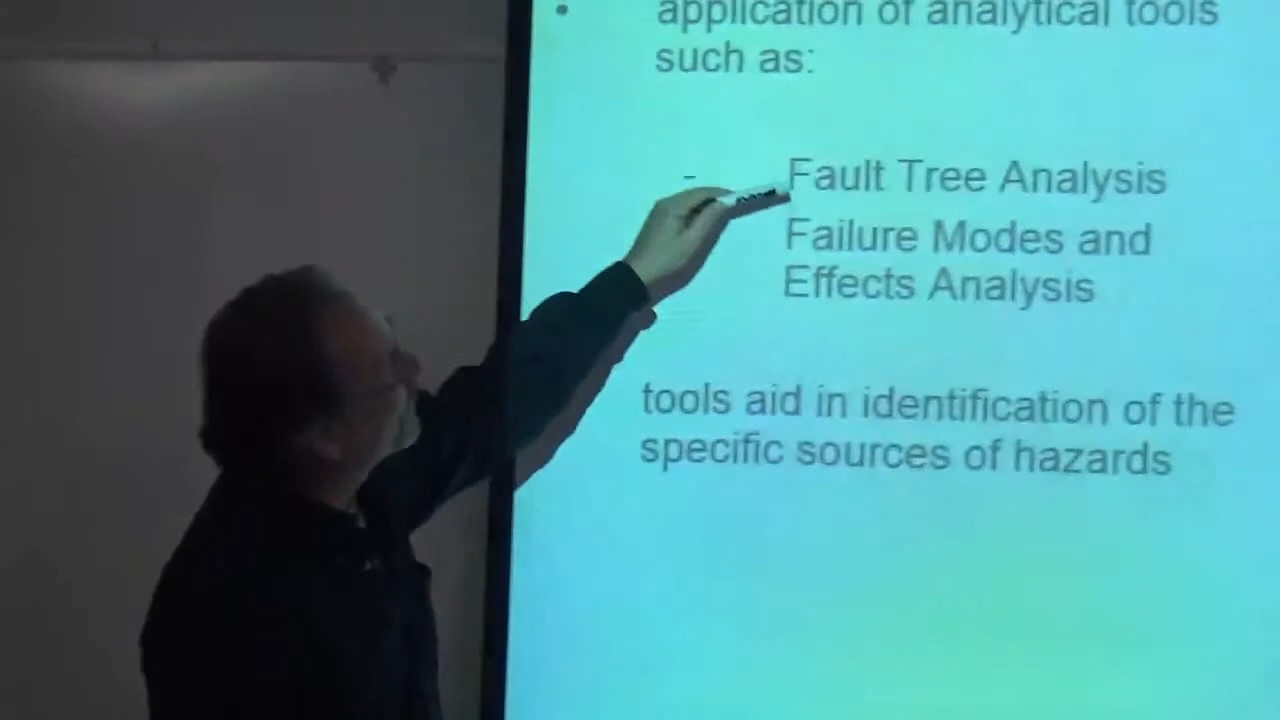 • application of analytical tools
such as:
– Fault Tree Analysis
Failure Modes and
Effects Analysis
tools aid in identification of the
specific sources of hazards